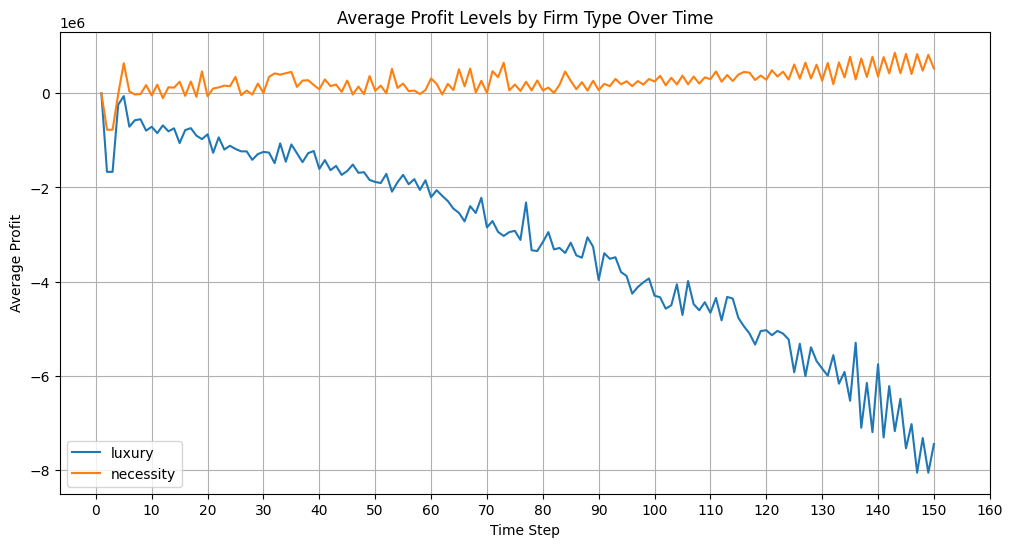 Average Profit Levels by Firm Type Over Time
1e6
0
−2
−4
−6
−8
Average Profit
luxury
necessity
0 10 20 30 40 50 60 70 80 90 100 110 120 130 140 150 160
Time Step